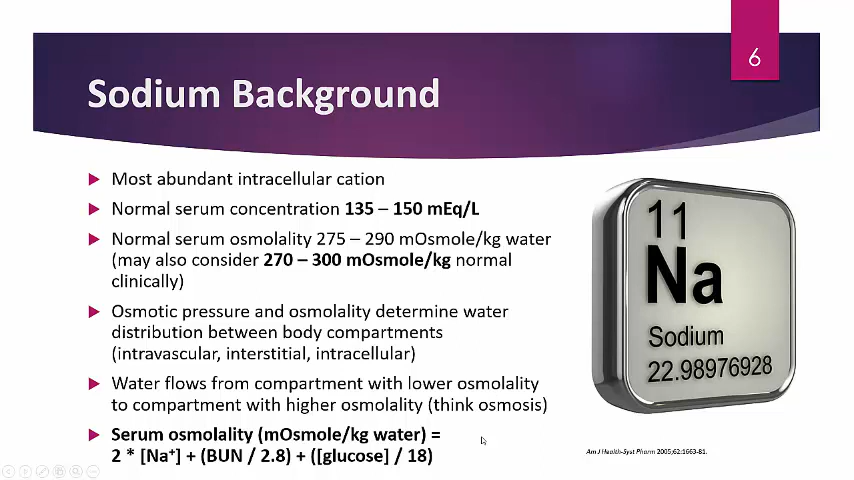 6
Sodium Background
Most abundant intracellular cation
Normal serum concentration 135 – 150 mEq/L
Normal serum osmolality 275 – 290 mOsmole/kg water
(may also consider 270 – 300 mOsmole/kg normal
clinically)
Osmotic pressure and osmolality determine water
distribution between body compartments
(intravascular, interstitial, intracellular)
Water flows from compartment with lower osmolality
to compartment with higher osmolality (think osmosis)
Serum osmolality (mOsmole/kg water) =
2 * [Na⁺] + (BUN / 2.8) + ([glucose] / 18)
11
Na
Sodium
22.98976928
Am J Health-Syst Pharm 2005;62:1663-81.